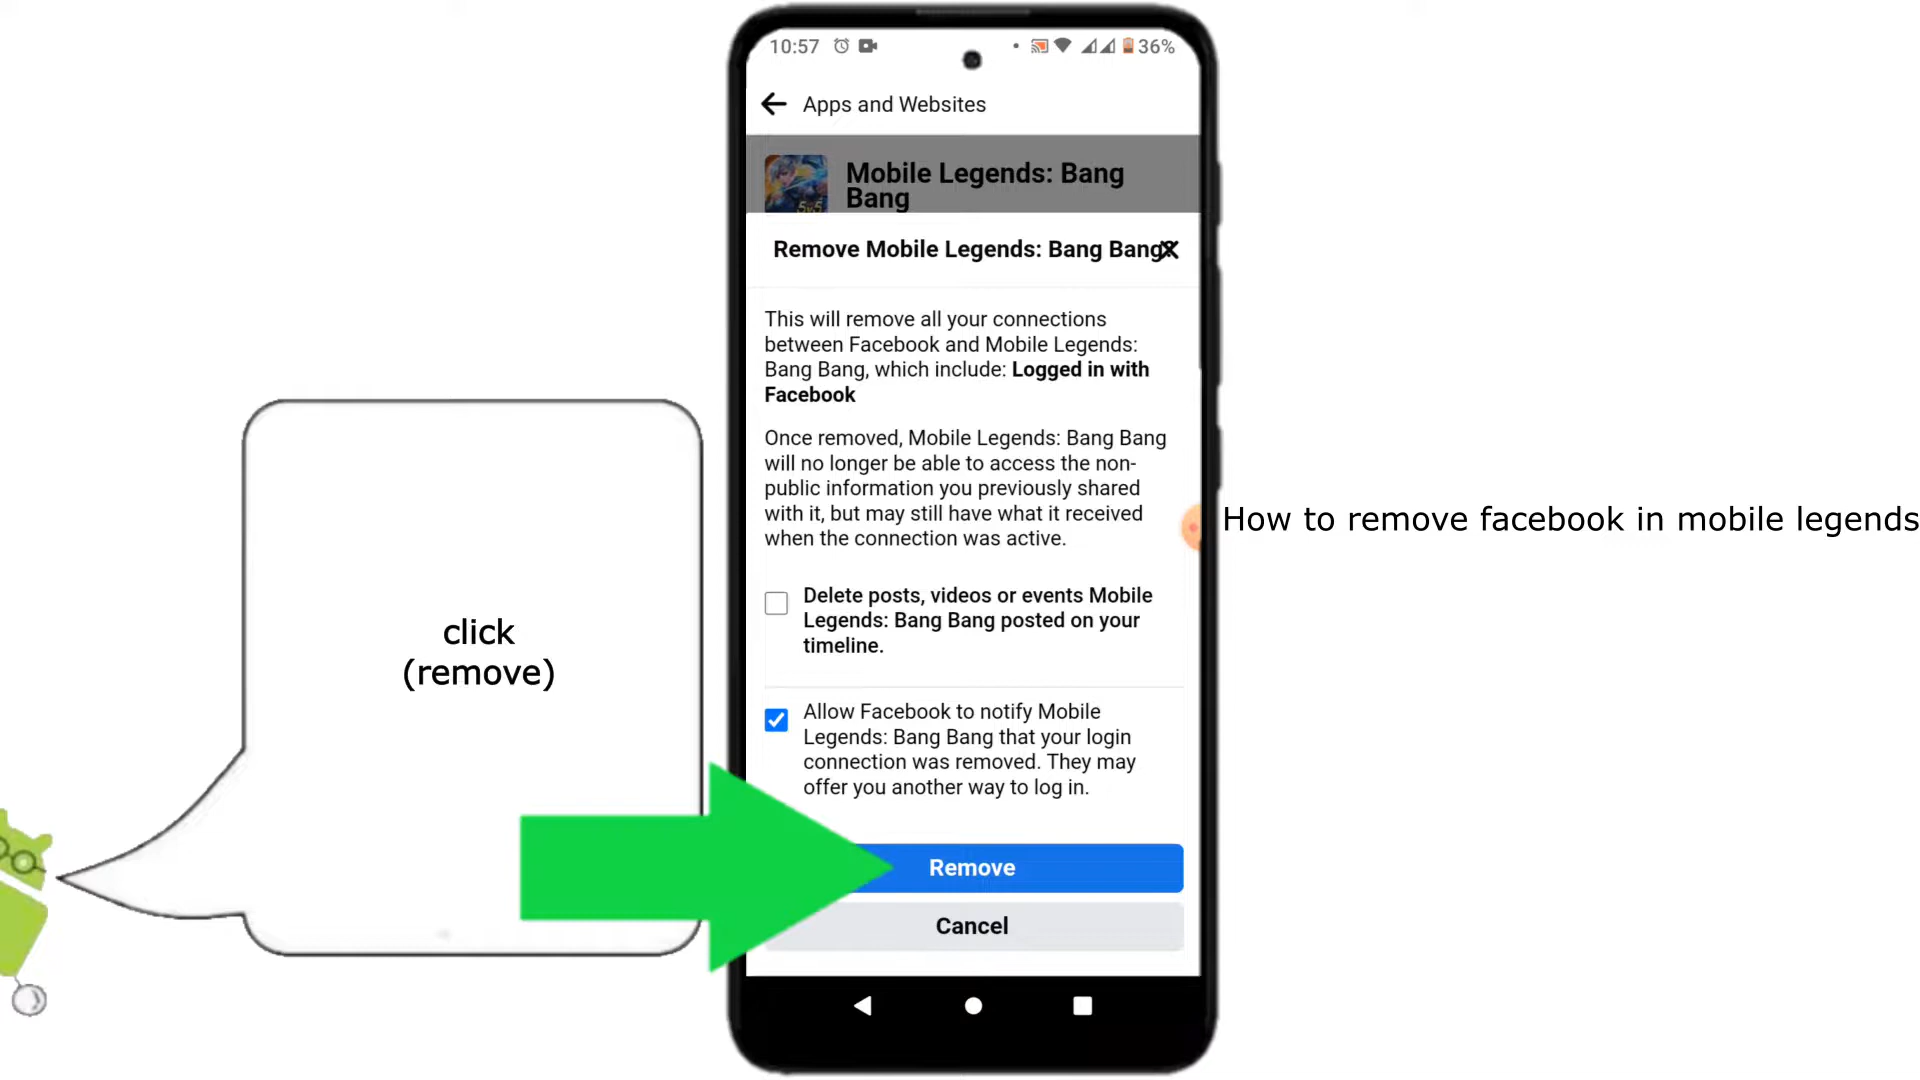 10:57
36%
Apps and Websites
5v5
Mobile Legends: Bang
Bang
Remove Mobile Legends: Bang Bang?
This will remove all your connections
between Facebook and Mobile Legends:
Bang Bang, which include: Logged in with
Facebook
Once removed, Mobile Legends: Bang Bang
will no longer be able to access the non-
public information you previously shared
with it, but may still have what it received
when the connection was active.
Delete posts, videos or events Mobile
Legends: Bang Bang posted on your
timeline.
Allow Facebook to notify Mobile
Legends: Bang Bang that your login
connection was removed. They may
offer you another way to log in.
Remove
Cancel
click
(remove)
How to remove facebook in mobile legends